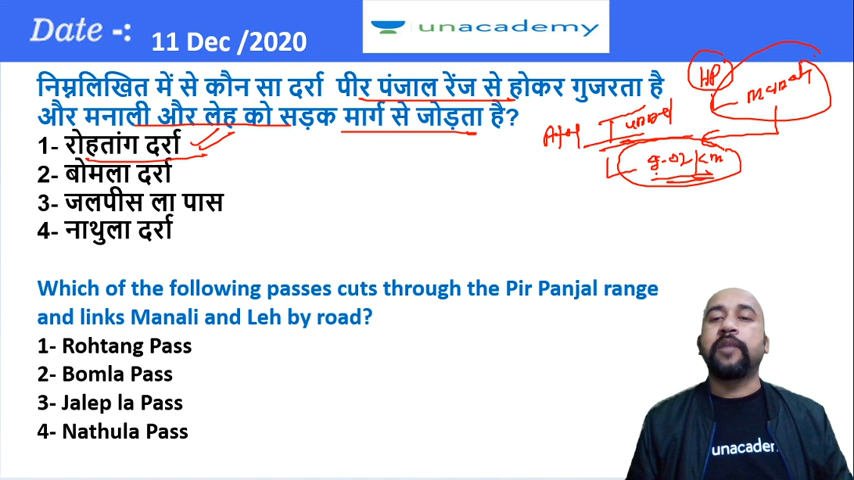 Date -:
11 Dec /2020
unacademy
निम्नलिखित में से कौन सा दर्रा पीर पंजाल रेंज से होकर गुजरता है
और मनाली और लेह को सड़क मार्ग से जोड़ता है?
1- रोहतांग दर्रा
2- बोमला दर्रा
3- जलपीस ला पास
4- नाथुला दर्रा
HP
Manali
Atal Tunnel
9.02 Km
Which of the following passes cuts through the Pir Panjal range
and links Manali and Leh by road?
1- Rohtang Pass
2- Bomla Pass
3- Jalep la Pass
4- Nathula Pass
unacadem